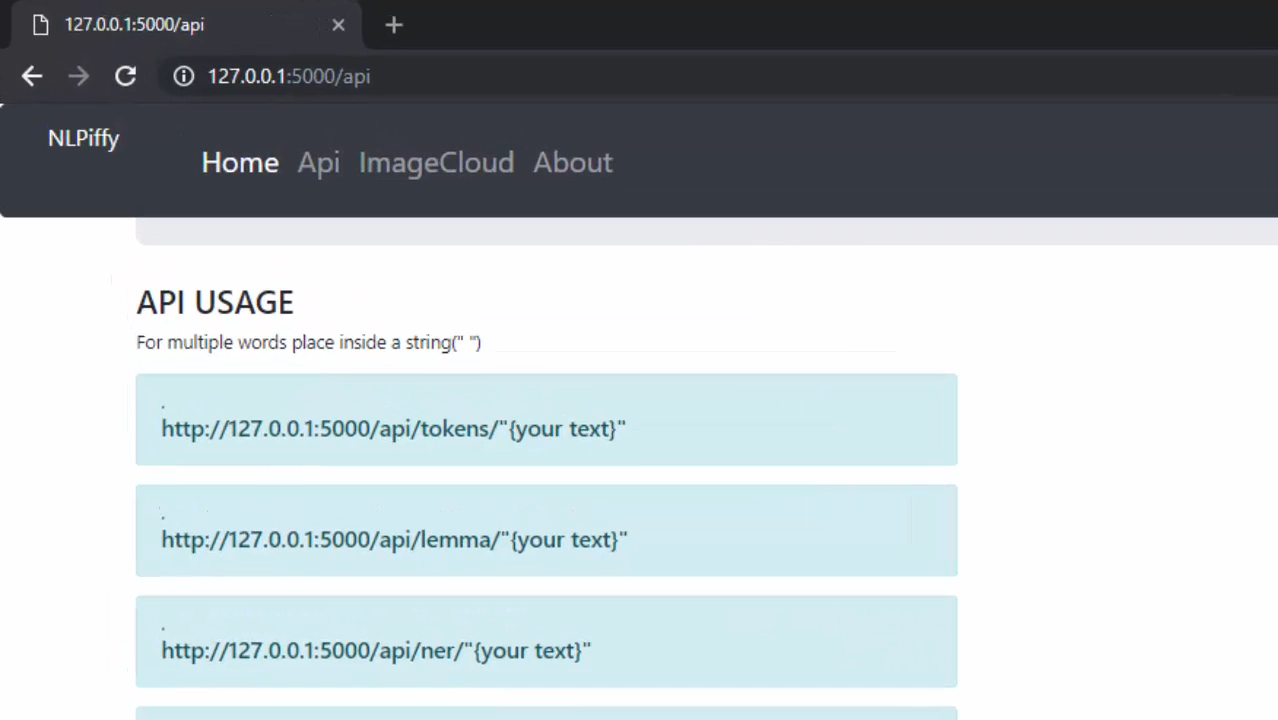 127.0.0.1:5000/api
127.0.0.1:5000/api
NLPiffy
Home Api ImageCloud About
API USAGE
For multiple words place inside a string(" ")
.
http://127.0.0.1:5000/api/tokens/"{your text}"
.
http://127.0.0.1:5000/api/lemma/"{your text}"
.
http://127.0.0.1:5000/api/ner/"{your text}"